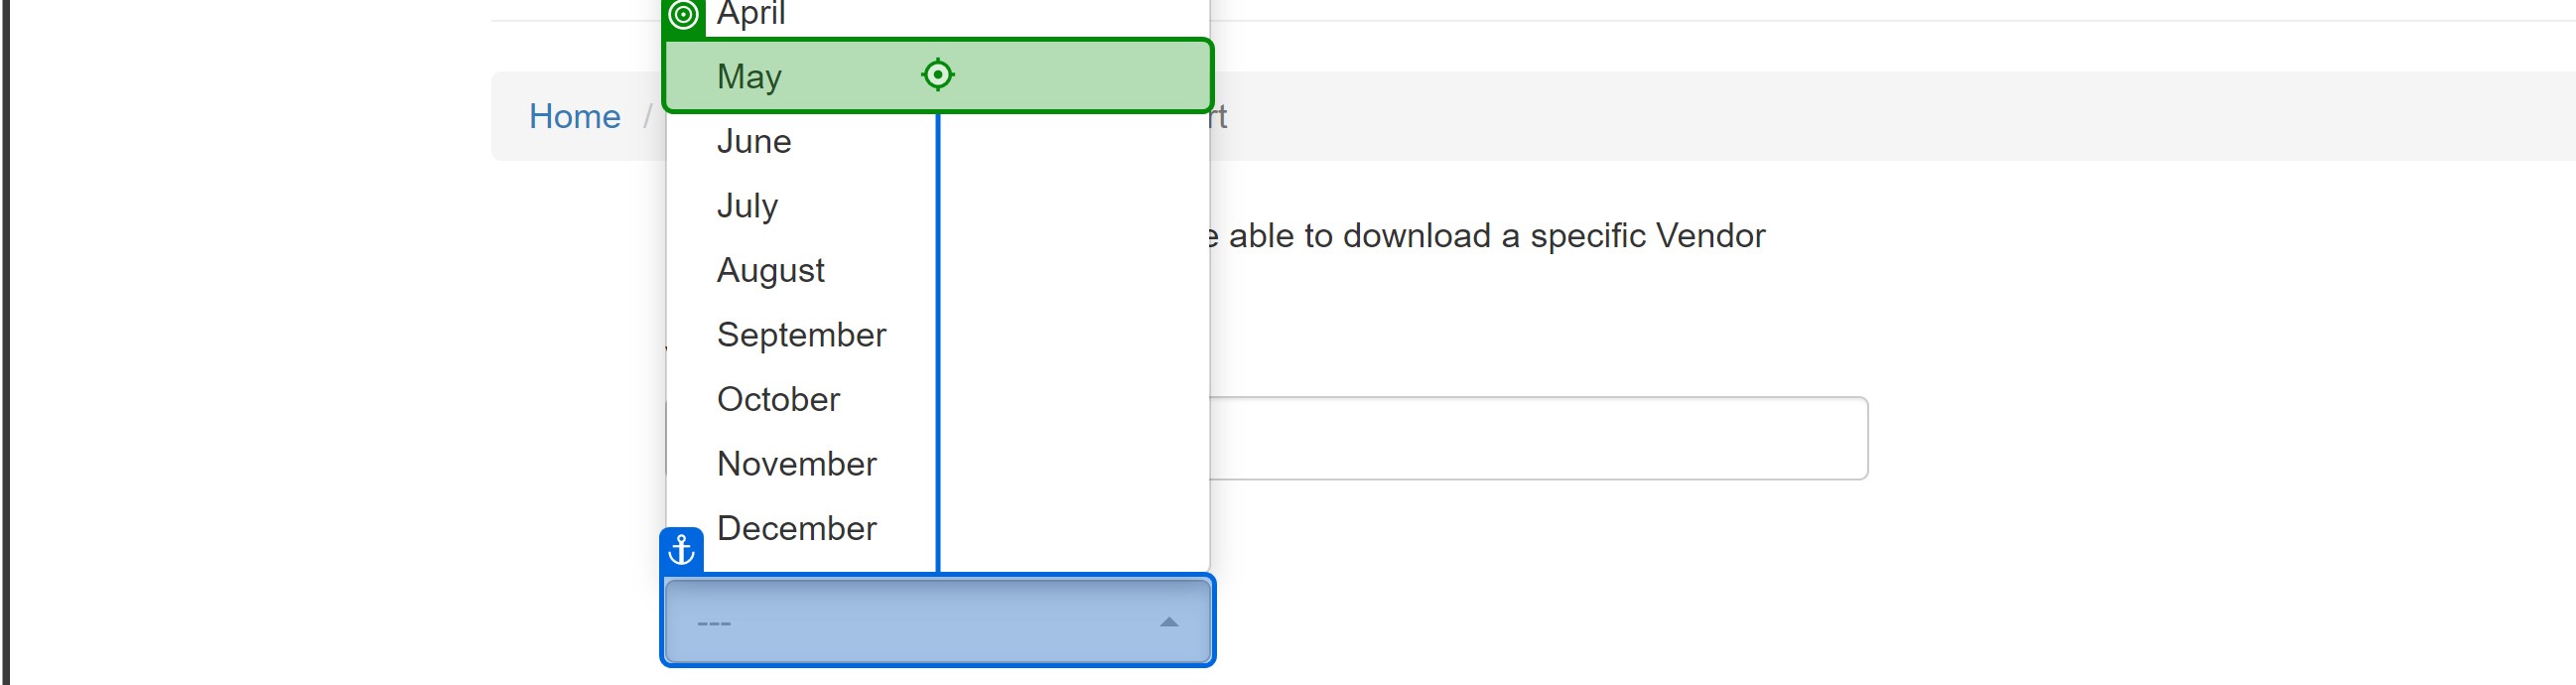 April
May
Home /
rt
June
July
e able to download a specific Vendor
August
September
October
November
December
---